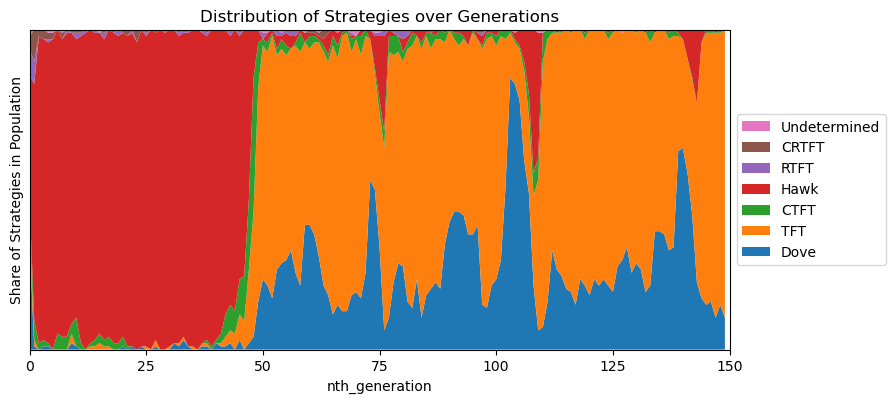 Distribution of Strategies over Generations
Share of Strategies in Population
0 25 50 75 100 125 150
nth_generation
Undetermined
CRTFT
RTFT
Hawk
CTFT
TFT
Dove